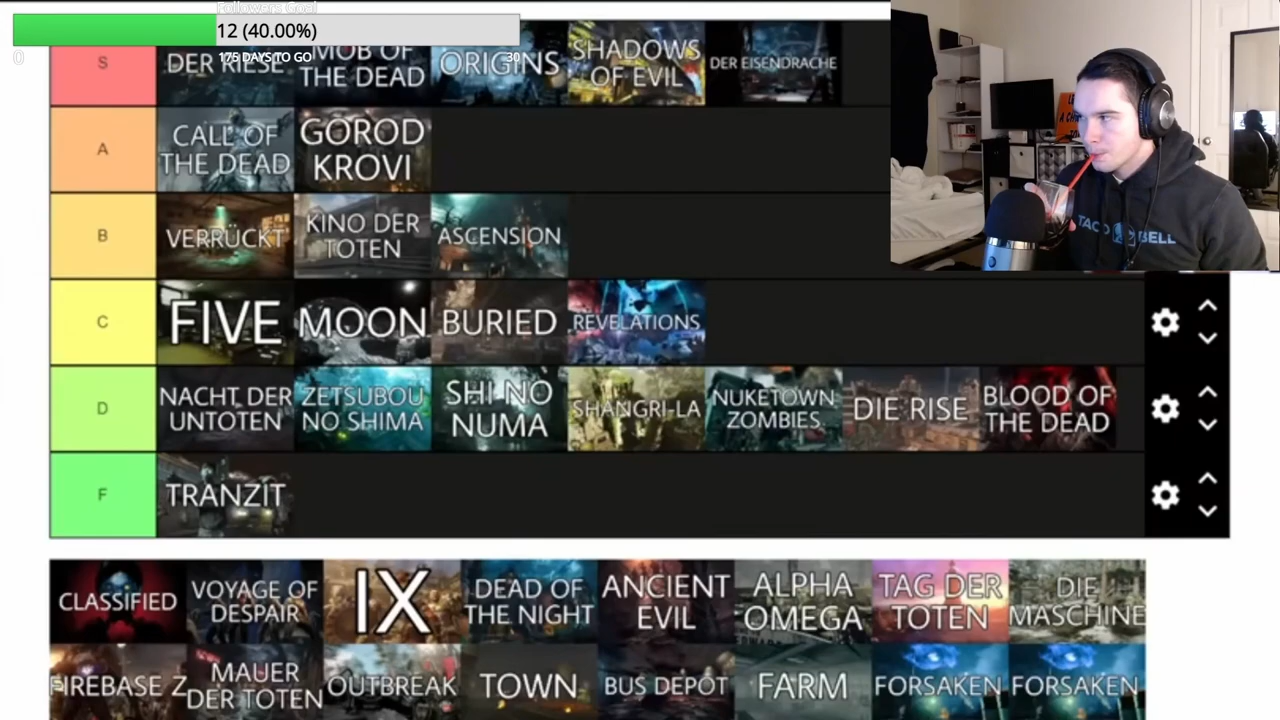 Followers Goal
12 (40.00%)
0
175 DAYS TO GO
30
S
DER RIESE
MOB OF
THE DEAD
ORIGINS
SHADOWS
OF EVIL
DER EISENDRACHE
A
CALL OF
THE DEAD
GOROD
KROVI
B
VERRÜCKT
KINO DER
TOTEN
ASCENSION
C
FIVE
MOON
BURIED
REVELATIONS
D
NACHT DER
UNTOTEN
ZETSUBOU
NO SHIMA
SHI NO
NUMA
SHANGRI-LA
NUKETOWN
ZOMBIES
DIE RISE
BLOOD OF
THE DEAD
F
TRANZIT
CLASSIFIED
VOYAGE OF
DESPAIR
IX
DEAD OF
THE NIGHT
ANCIENT
EVIL
ALPHA
OMEGA
TAG DER
TOTEN
DIE
MASCHINE
FIREBASE Z
MAUER
DER TOTEN
OUTBREAK
TOWN
BUS DEPOT
FARM
FORSAKEN
FORSAKEN
TACO BELL